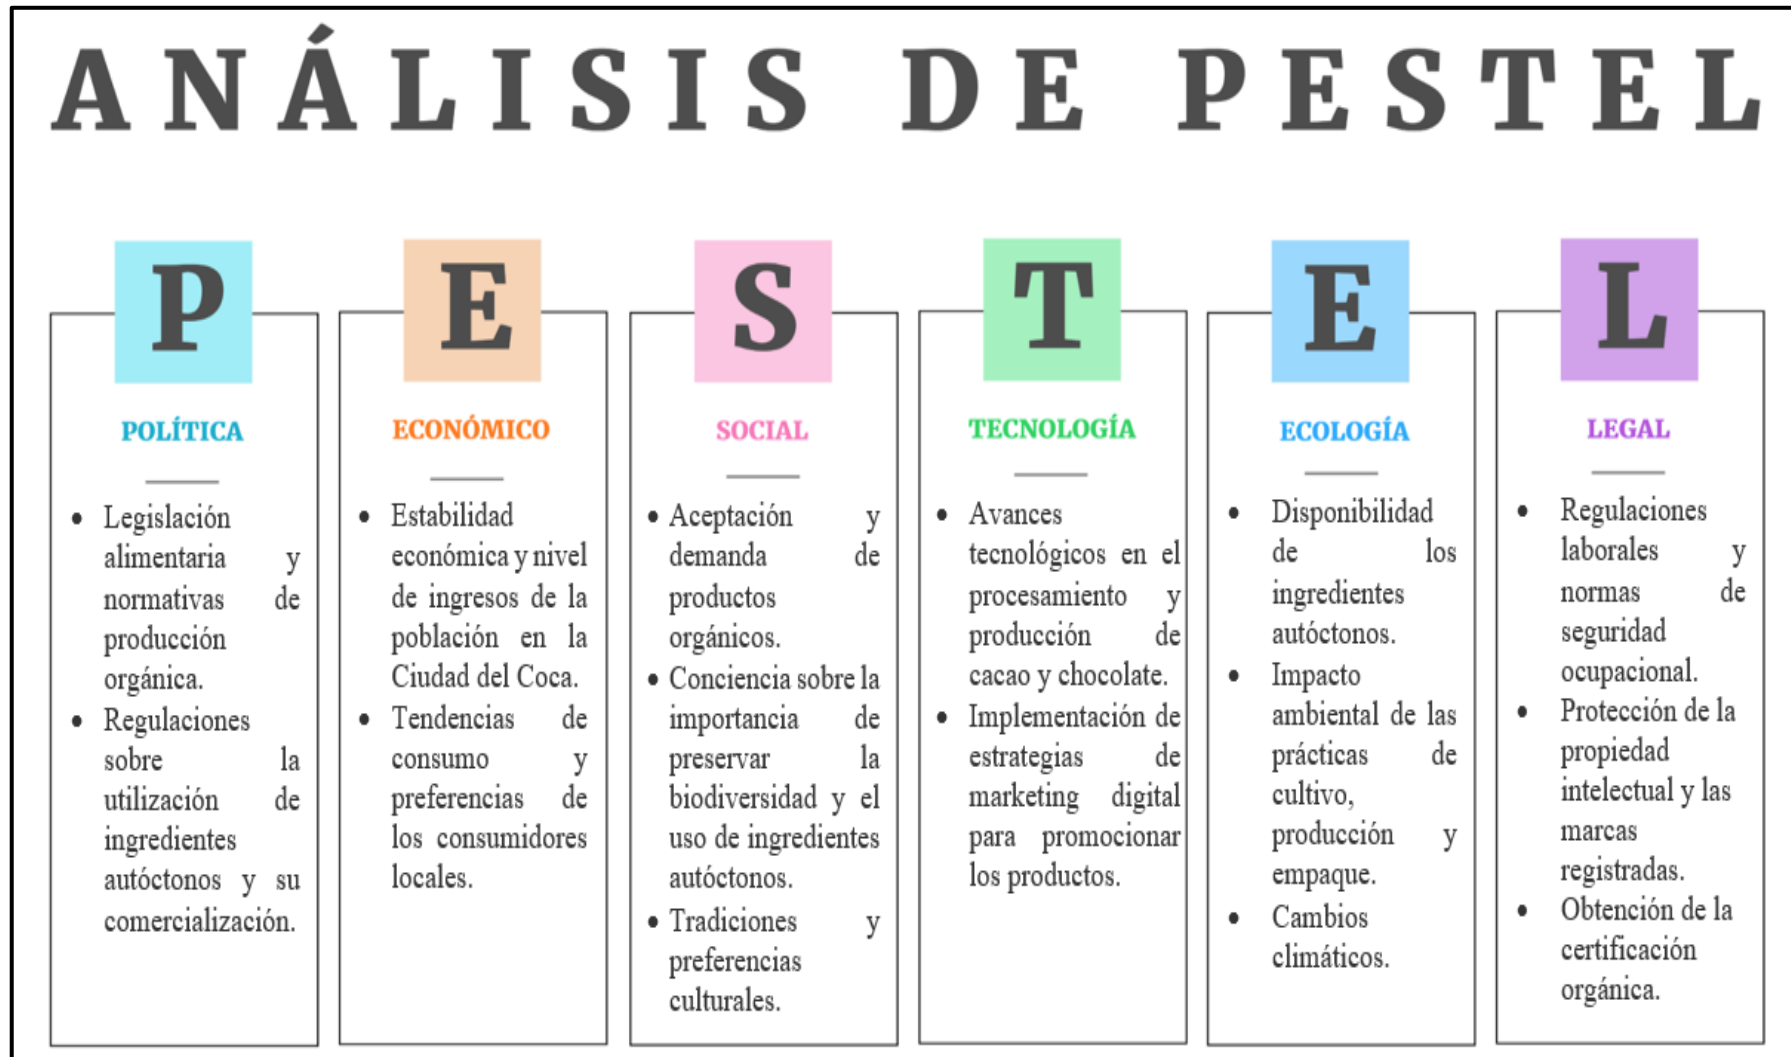 ANÁLISIS DE PESTEL
P
POLÍTICA
• Legislación
alimentaria y
normativas de
producción
orgánica.
• Regulaciones
sobre la
utilización de
ingredientes
autóctonos y su
comercialización.
E
ECONÓMICO
• Estabilidad
económica y nivel
de ingresos de la
población en la
Ciudad del Coca.
• Tendencias de
consumo y
preferencias de
los consumidores
locales.
S
SOCIAL
• Aceptación y
demanda de
productos
orgánicos.
• Conciencia sobre la
importancia de
preservar la
biodiversidad y el
uso de ingredientes
autóctonos.
• Tradiciones y
preferencias
culturales.
T
TECNOLOGÍA
• Avances
tecnológicos en el
procesamiento y
producción de
cacao y chocolate.
• Implementación de
estrategias de
marketing digital
para promocionar
los productos.
E
ECOLOGÍA
• Disponibilidad
de los
ingredientes
autóctonos.
• Impacto
ambiental de las
prácticas de
cultivo,
producción y
empaque.
• Cambios
climáticos.
L
LEGAL
• Regulaciones
laborales y
normas de
seguridad
ocupacional.
• Protección de la
propiedad
intelectual y las
marcas
registradas.
• Obtención de la
certificación
orgánica.